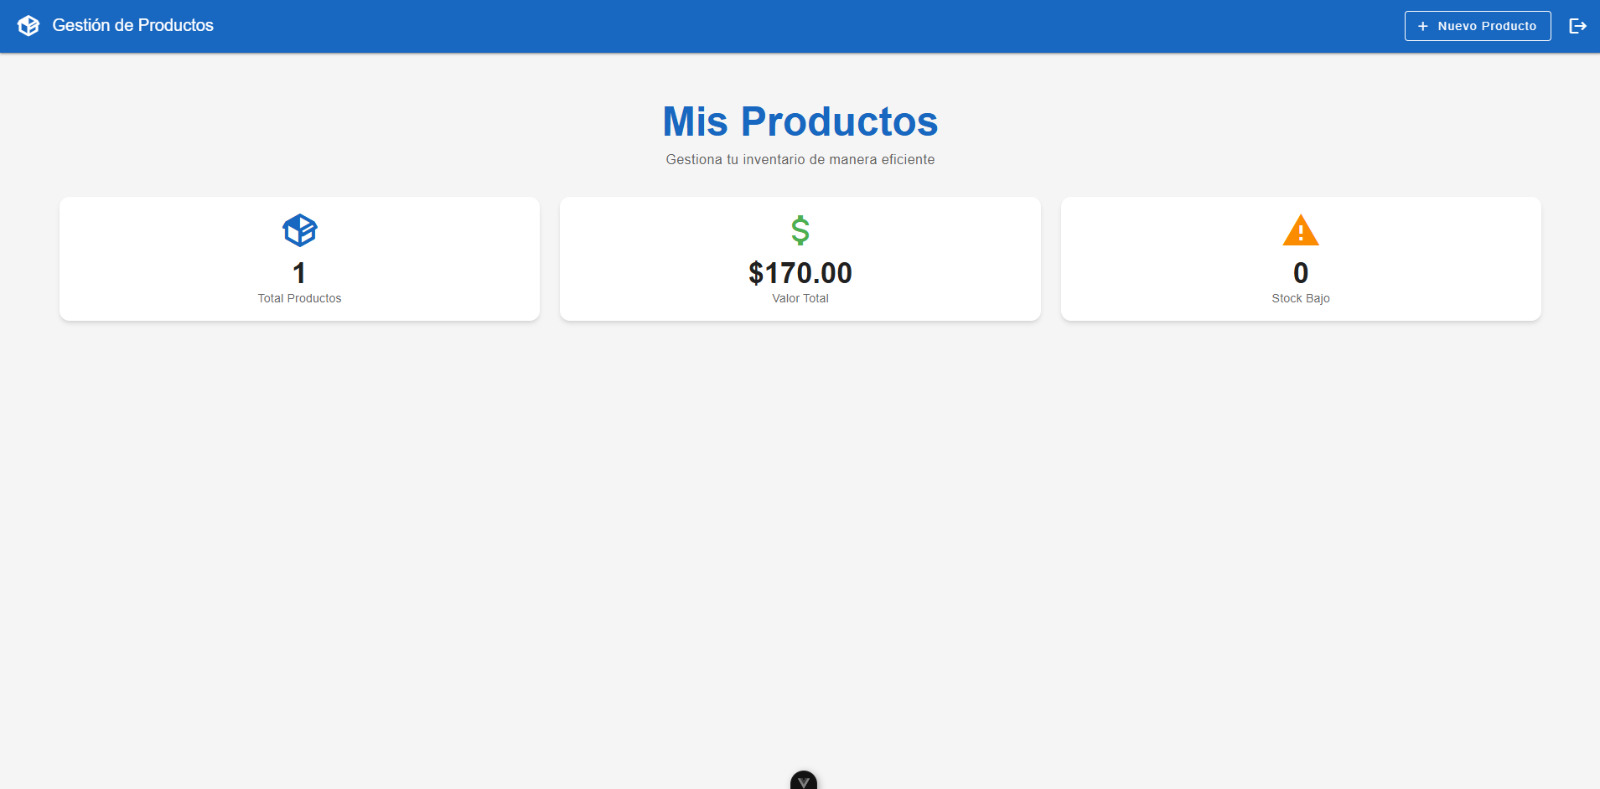 Gestión de Productos
+ Nuevo Producto
Mis Productos
Gestiona tu inventario de manera eficiente
1
Total Productos
$170.00
Valor Total
0
Stock Bajo